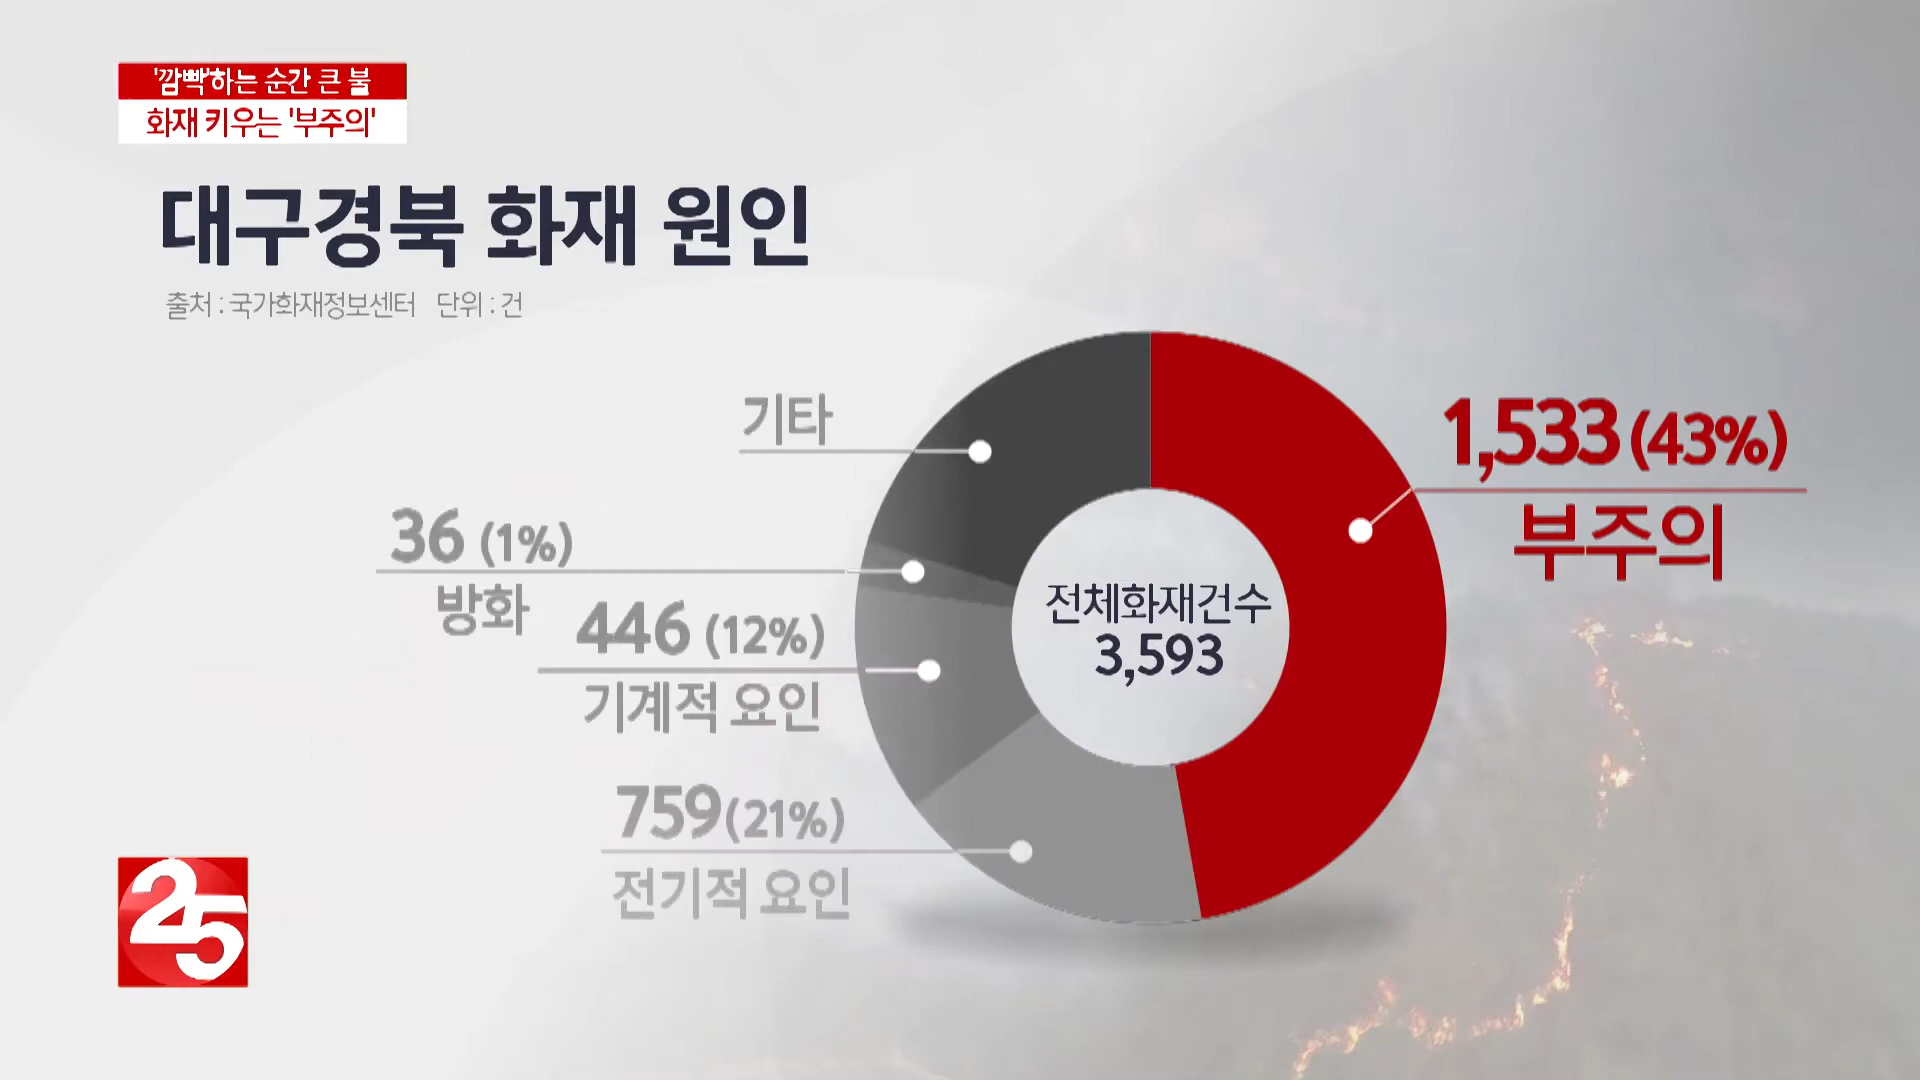 '깜빡'하는 순간 큰 불
화재 키우는 '부주의'
대구경북 화재 원인
출처 : 국가화재정보센터 단위 : 건
기타
1,533 (43%)
부주의
36 (1%)
방화
446 (12%)
기계적 요인
전체화재건수
3,593
759 (21%)
전기적 요인
25